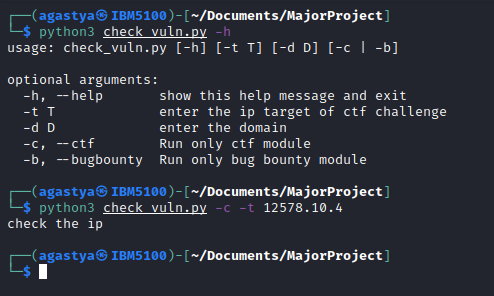 ┌──(agastya㉿IBM5100)-[~/Documents/MajorProject]
└─$ python3 check_vuln.py -h
usage: check_vuln.py [-h] [-t T] [-d D] [-c | -b]

optional arguments:
  -h, --help       show this help message and exit
  -t T             enter the ip target of ctf challenge
  -d D             enter the domain
  -c, --ctf        Run only ctf module
  -b, --bugbounty  Run only bug bounty module

┌──(agastya㉿IBM5100)-[~/Documents/MajorProject]
└─$ python3 check_vuln.py -c -t 12578.10.4
check the ip

┌──(agastya㉿IBM5100)-[~/Documents/MajorProject]
└─$